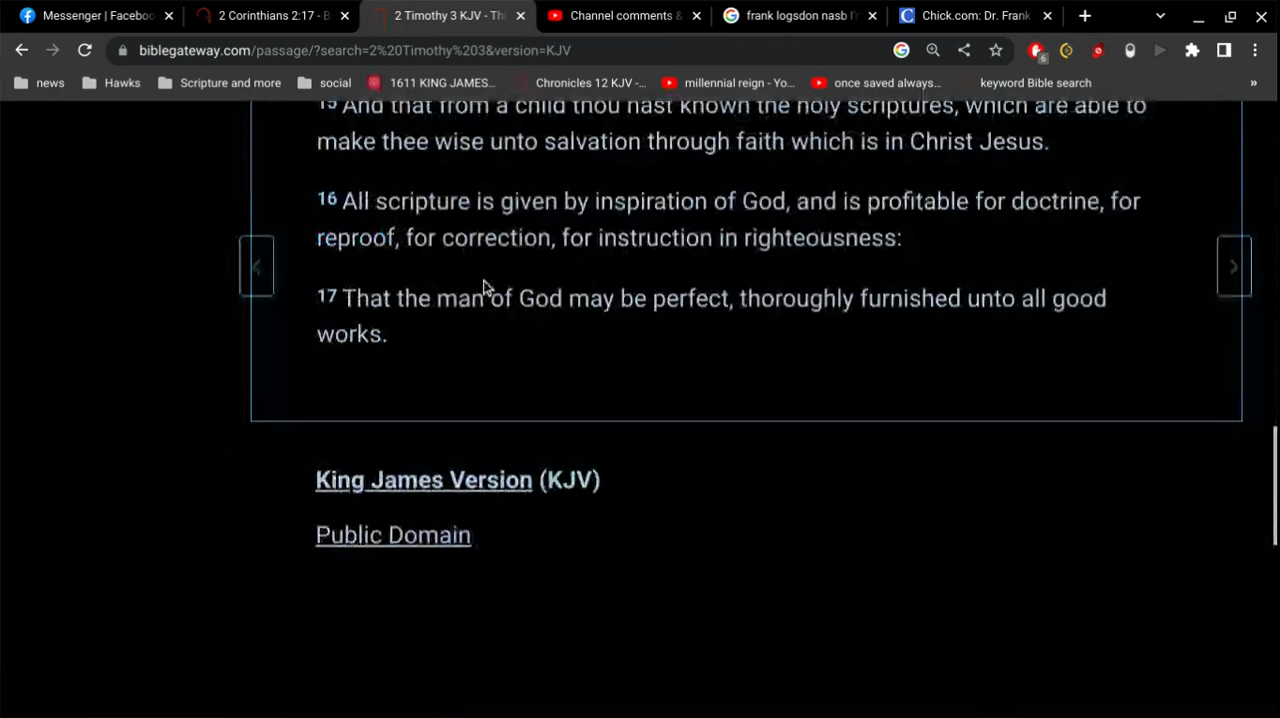 Messenger | Facebo
2 Corinthians 2:17 - B
2 Timothy 3 KJV - Th
Channel comments &
frank logsdon nasb I'
Chick.com: Dr. Frank
biblegateway.com/passage/?search=2%20Timothy%203&version=KJV
6
news
Hawks
Scripture and more
social
1611 KING JAMES...
Chronicles 12 KJV -...
millennial reign - Yo...
once saved always...
keyword Bible search
»
15 And that from a child thou hast known the holy scriptures, which are able to
make thee wise unto salvation through faith which is in Christ Jesus.
16 All scripture is given by inspiration of God, and is profitable for doctrine, for
reproof, for correction, for instruction in righteousness:
17 That the man of God may be perfect, thoroughly furnished unto all good
works.
King James Version (KJV)
Public Domain